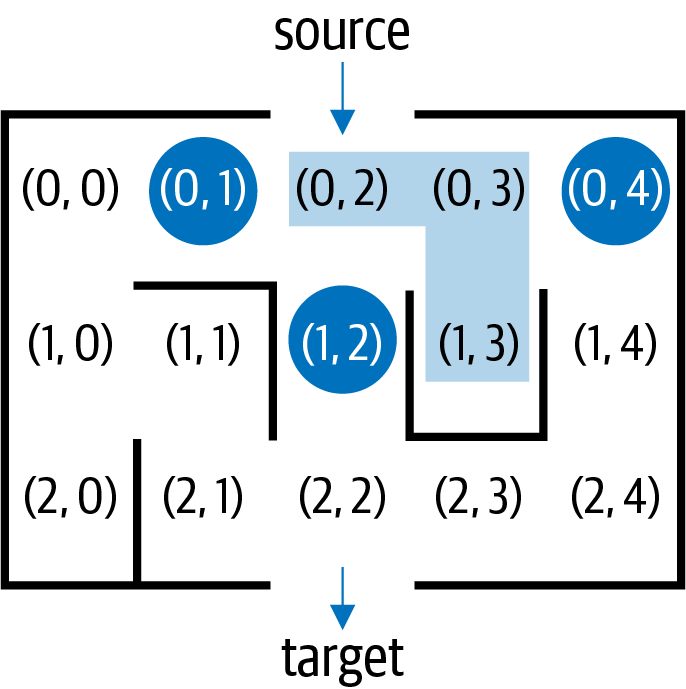 source
(0, 0) (0, 1) (0, 2) (0, 3) (0, 4)
(1, 0) (1, 1) (1, 2) (1, 3) (1, 4)
(2, 0) (2, 1) (2, 2) (2, 3) (2, 4)
target